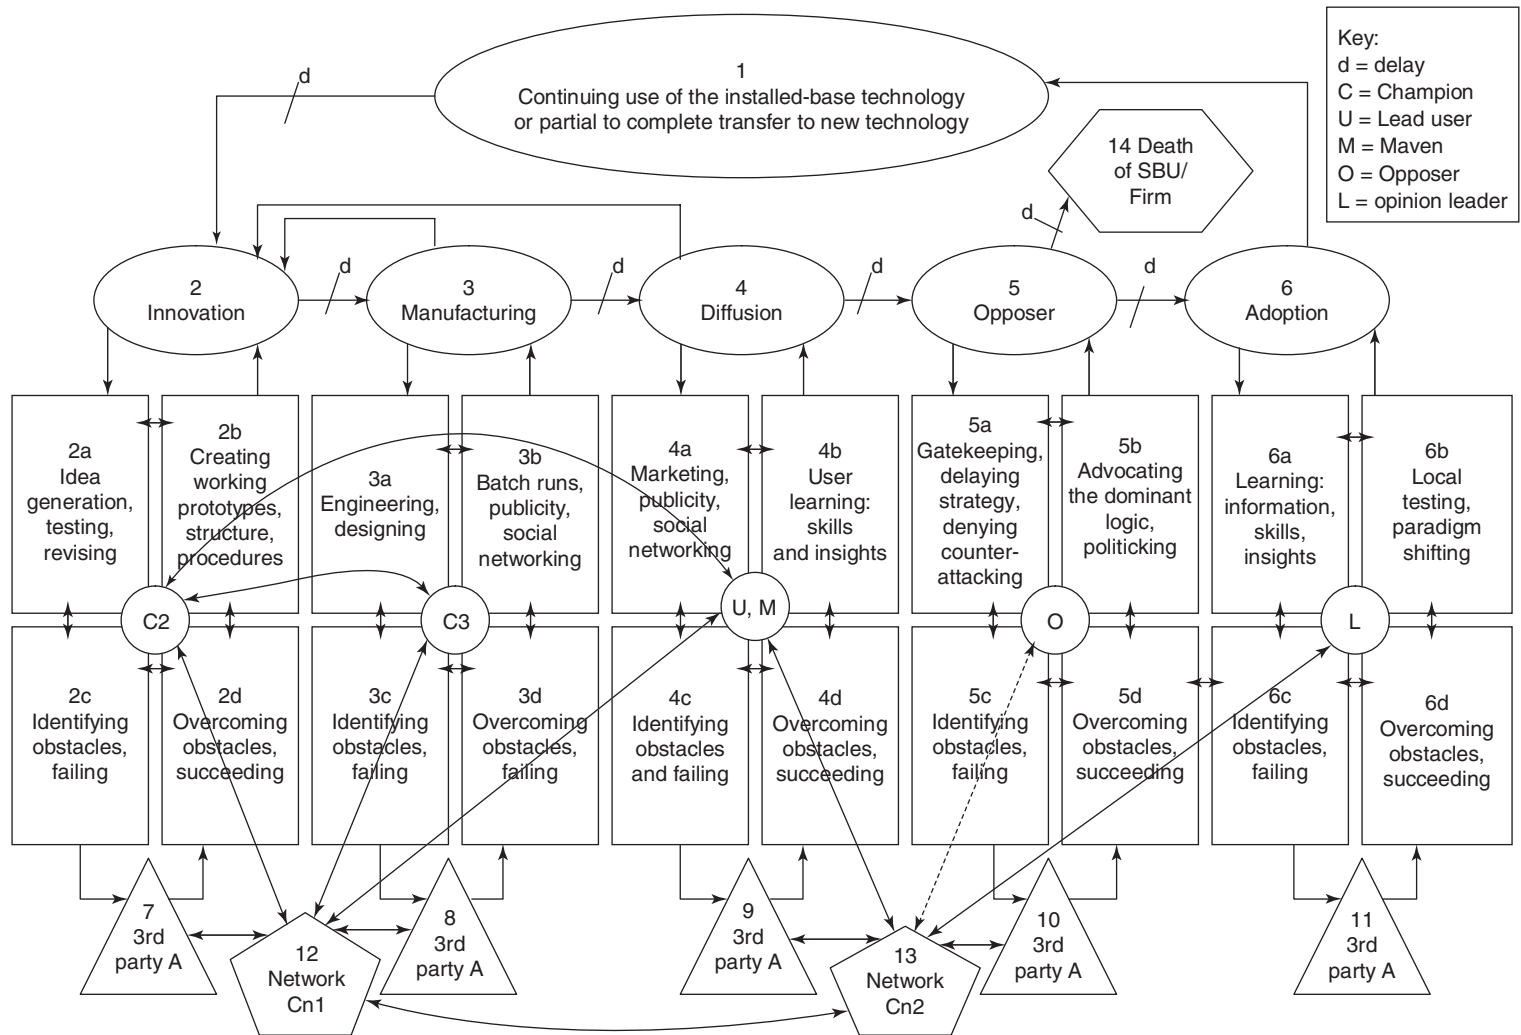 1
Continuing use of the installed-base technology
or partial to complete transfer to new technology
Key:
d = delay
C = Champion
U = Lead user
M = Maven
O = Opposer
L = opinion leader
d
14 Death
of SBU/
Firm
d
2
Innovation
d
3
Manufacturing
d
4
Diffusion
d
5
Opposer
d
6
Adoption
2a
Idea
generation,
testing,
revising
2b
Creating
working
prototypes,
structure,
procedures
3a
Engineering,
designing
3b
Batch runs,
publicity,
social
networking
4a
Marketing,
publicity,
social
networking
4b
User
learning:
skills
and insights
5a
Gatekeeping,
delaying
strategy,
denying
counter-
attacking
5b
Advocating
the dominant
logic,
politicking
6a
Learning:
information,
skills,
insights
6b
Local
testing,
paradigm
shifting
C2
C3
U, M
O
L
2c
Identifying
obstacles,
failing
2d
Overcoming
obstacles,
succeeding
3c
Identifying
obstacles,
failing
3d
Overcoming
obstacles,
failing
4c
Identifying
obstacles
and failing
4d
Overcoming
obstacles,
succeeding
5c
Identifying
obstacles,
failing
5d
Overcoming
obstacles,
succeeding
6c
Identifying
obstacles,
failing
6d
Overcoming
obstacles,
succeeding
7
3rd
party A
12
Network
Cn1
8
3rd
party A
9
3rd
party A
13
Network
Cn2
10
3rd
party A
11
3rd
party A